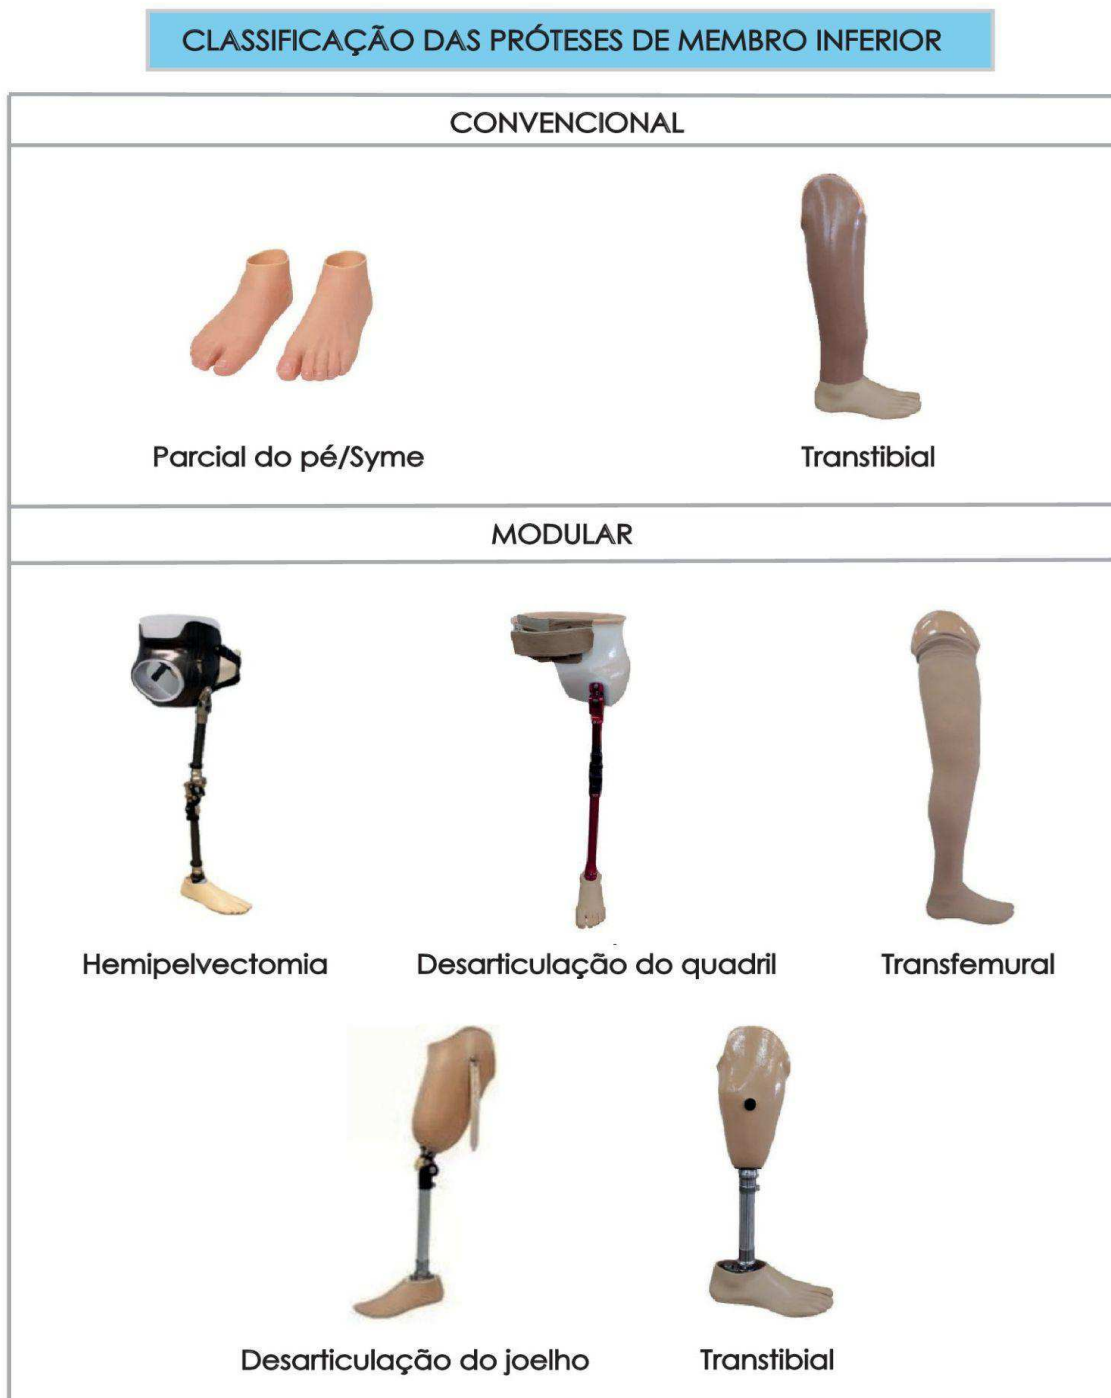 CLASSIFICAÇÃO DAS PRÓTESES DE MEMBRO INFERIOR
CONVENCIONAL
Parcial do pé/Syme
Transtibial
MODULAR
Hemipelvectomia
Desarticulação do quadril
Transfemural
Desarticulação do joelho
Transtibial